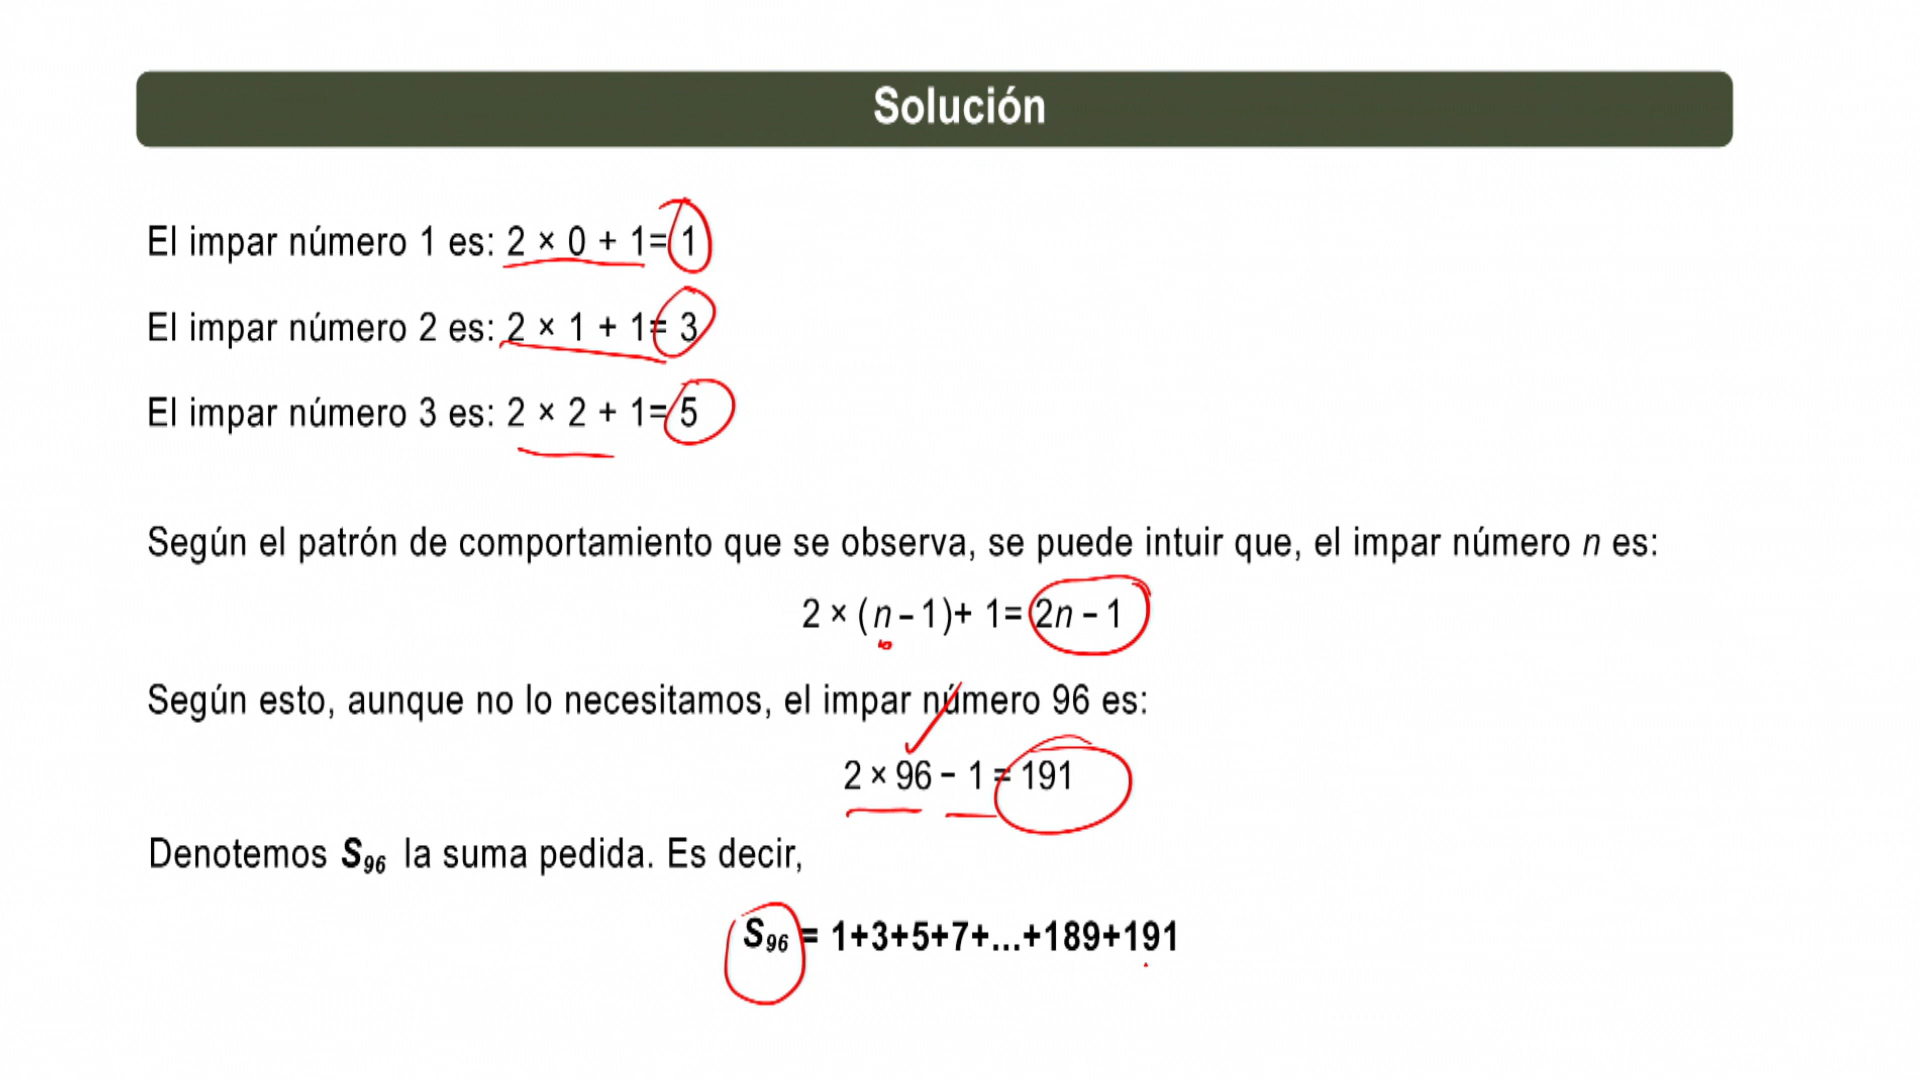 Solución
El impar número 1 es: 2 × 0 + 1= 1
El impar número 2 es: 2 × 1 + 1= 3
El impar número 3 es: 2 × 2 + 1= 5
Según el patrón de comportamiento que se observa, se puede intuir que, el impar número n es:
2 × (n – 1)+ 1= 2n – 1
Según esto, aunque no lo necesitamos, el impar número 96 es:
2 × 96 – 1 = 191
Denotemos S₉₆ la suma pedida. Es decir,
S₉₆ = 1+3+5+7+...+189+191